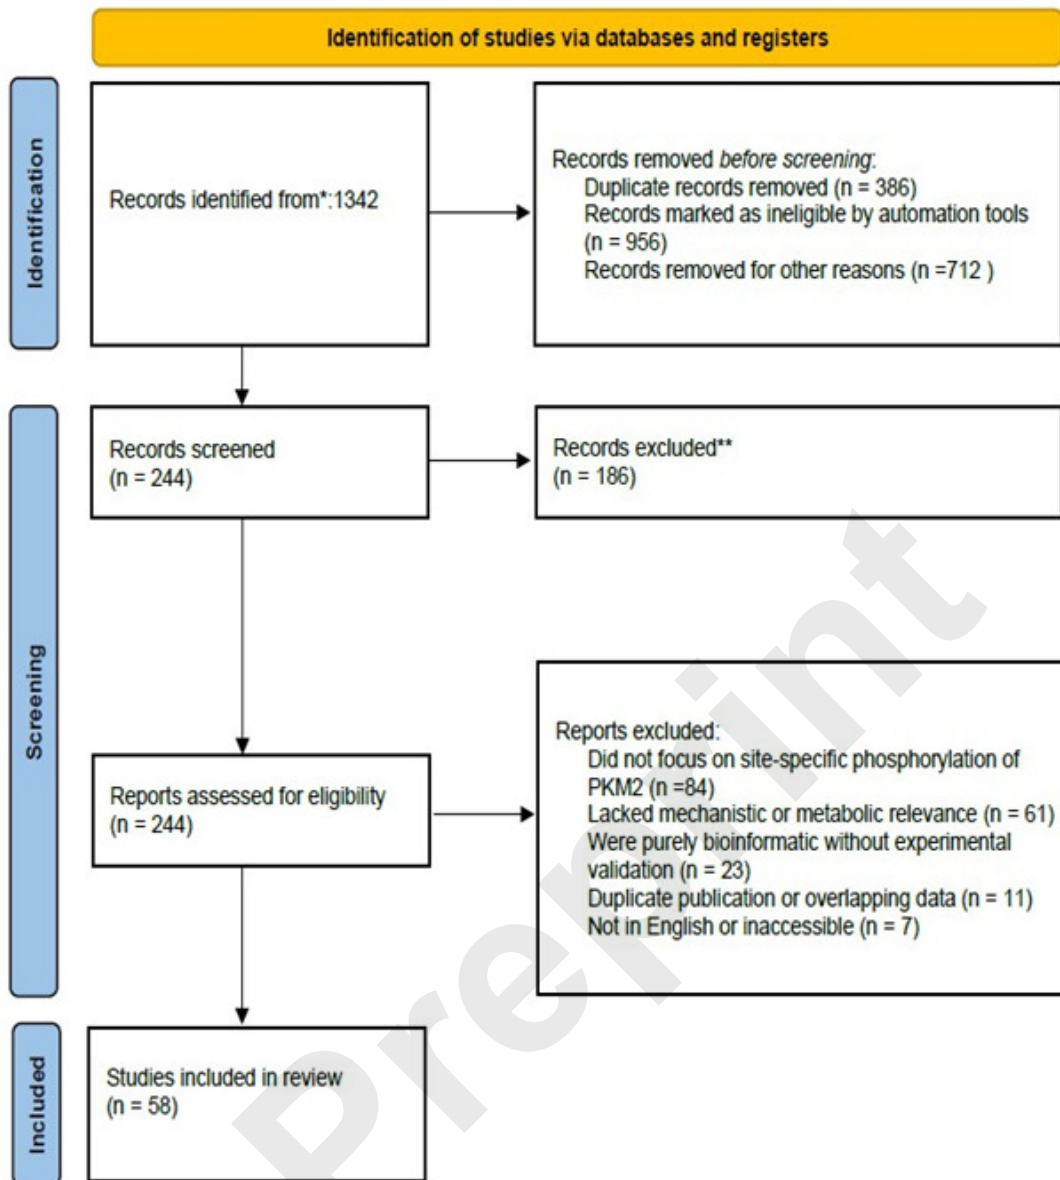 Identification of studies via databases and registers
Identification
Records identified from*:1342
Records removed before screening:
Duplicate records removed (n = 386)
Records marked as ineligible by automation tools
(n = 956)
Records removed for other reasons (n =712 )
Screening
Records screened
(n = 244)
Records excluded**
(n = 186)
Reports assessed for eligibility
(n = 244)
Reports excluded:
Did not focus on site-specific phosphorylation of
PKM2 (n =84)
Lacked mechanistic or metabolic relevance (n = 61)
Were purely bioinformatic without experimental
validation (n = 23)
Duplicate publication or overlapping data (n = 11)
Not in English or inaccessible (n = 7)
Included
Studies included in review
(n = 58)
Preprint